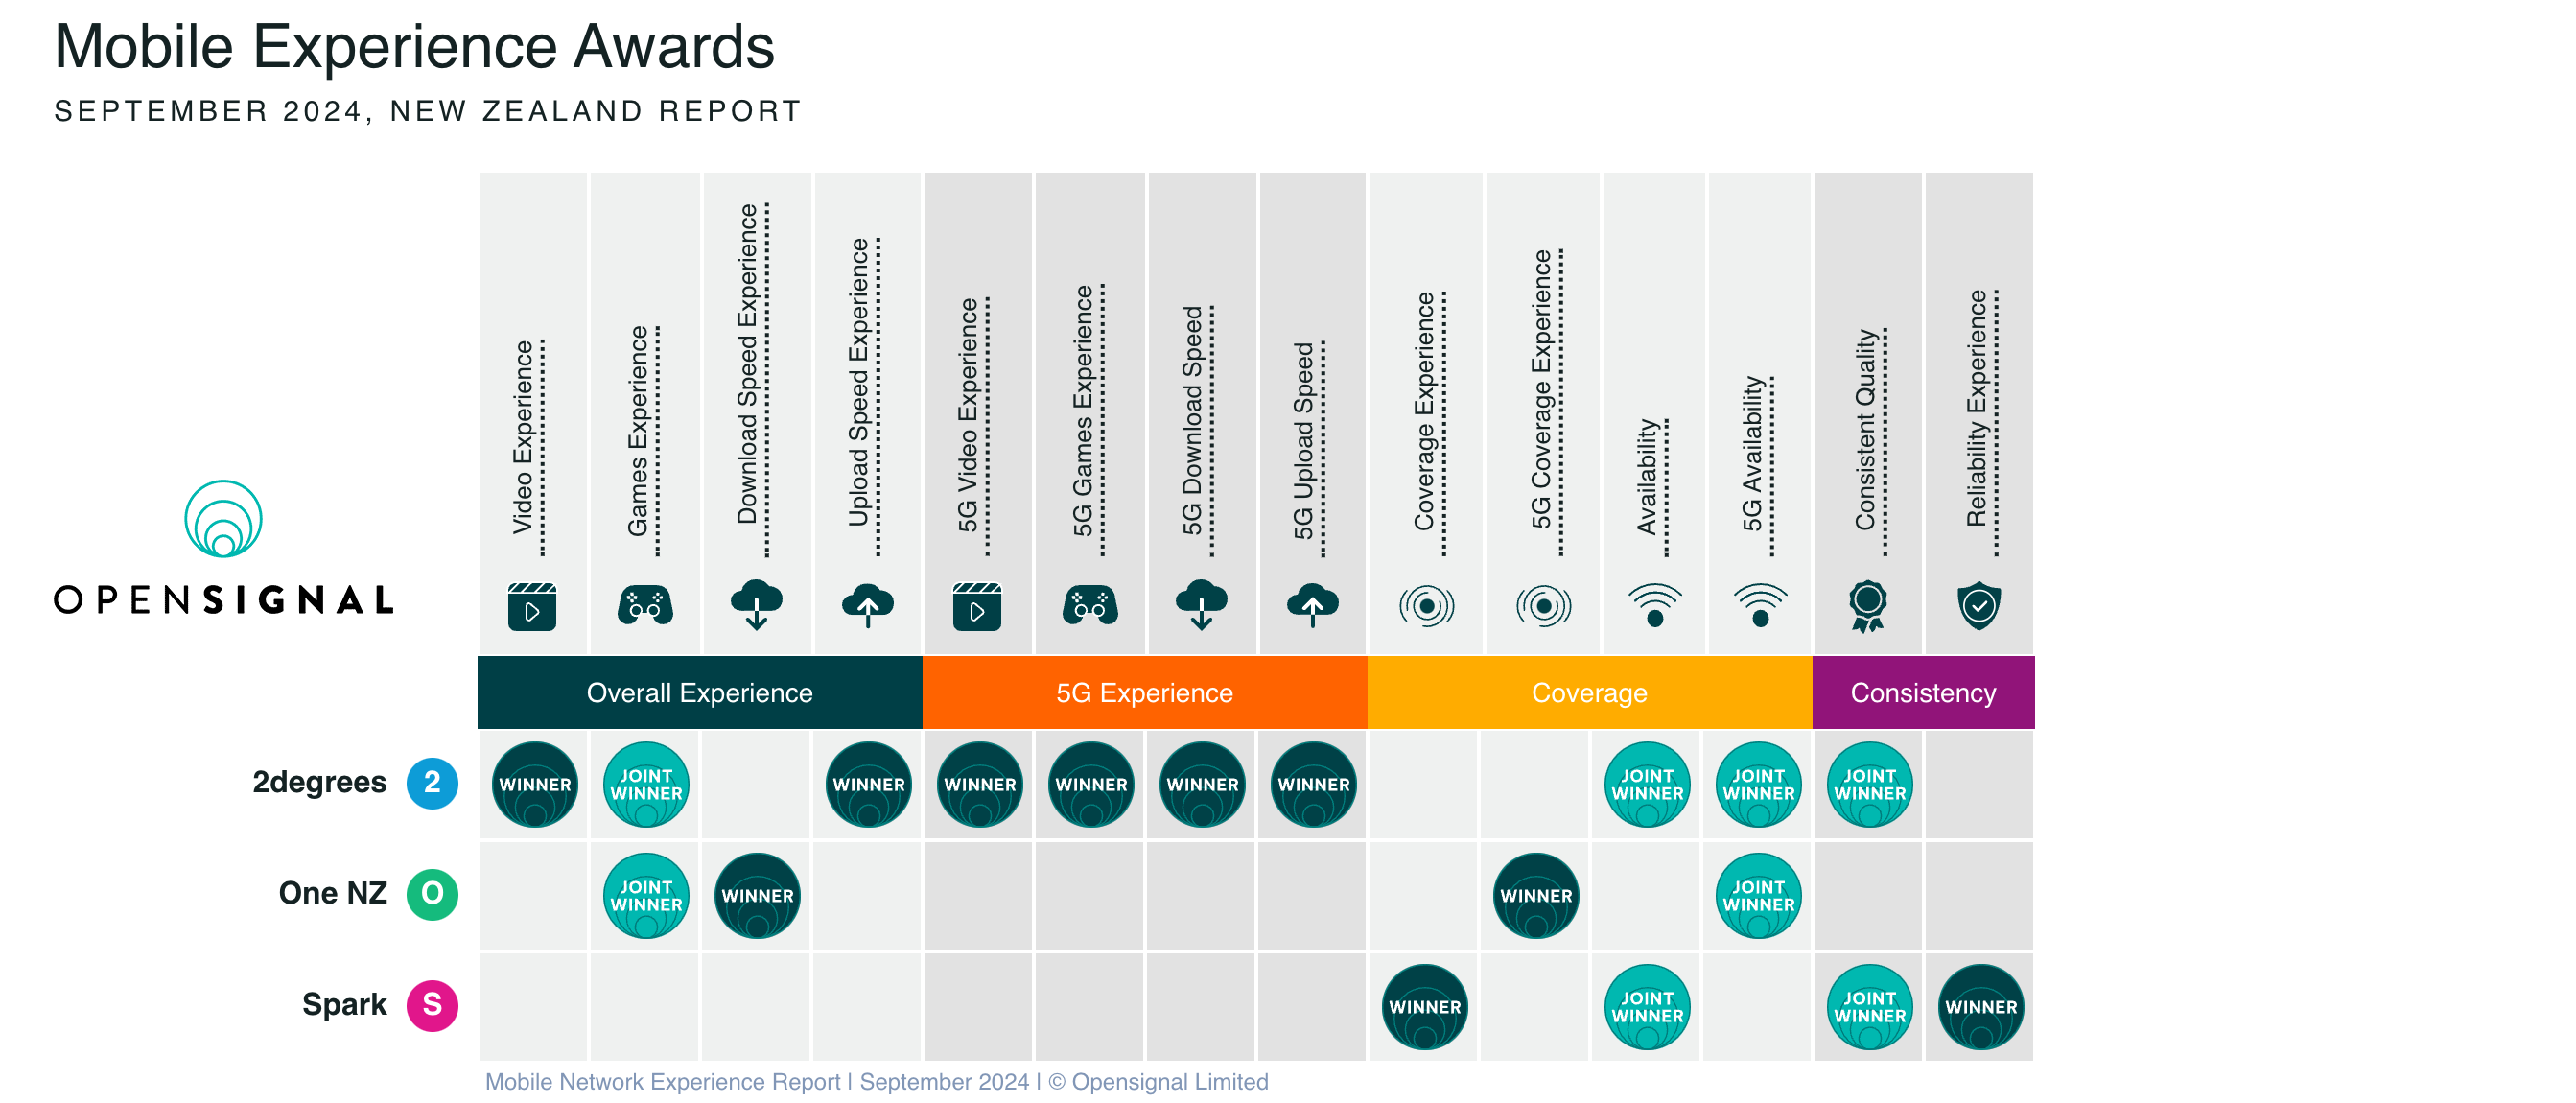 Mobile Experience Awards
SEPTEMBER 2024, NEW ZEALAND REPORT
OPENSIGNAL
Video Experience
Games Experience
Download Speed Experience
Upload Speed Experience
5G Video Experience
5G Games Experience
5G Download Speed
5G Upload Speed
Coverage Experience
5G Coverage Experience
Availability
5G Availability
Consistent Quality
Reliability Experience
Overall Experience 5G Experience Coverage Consistency
2degrees 2 WINNER JOINT WINNER WINNER WINNER WINNER WINNER WINNER JOINT WINNER JOINT WINNER JOINT WINNER
One NZ O JOINT WINNER WINNER WINNER JOINT WINNER
Spark S WINNER JOINT WINNER JOINT WINNER WINNER
Mobile Network Experience Report | September 2024 | © Opensignal Limited